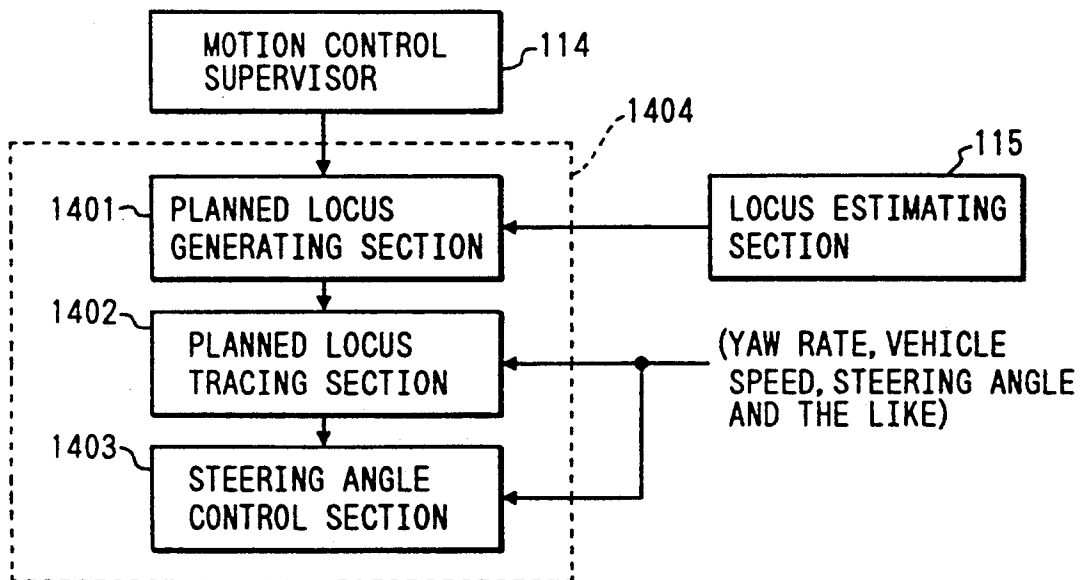 MOTION CONTROL
SUPERVISOR
114
1404
115
1401
PLANNED LOCUS
GENERATING SECTION
LOCUS ESTIMATING
SECTION
1402
PLANNED LOCUS
TRACING SECTION
(YAW RATE, VEHICLE
SPEED, STEERING ANGLE
AND THE LIKE)
1403
STEERING ANGLE
CONTROL SECTION